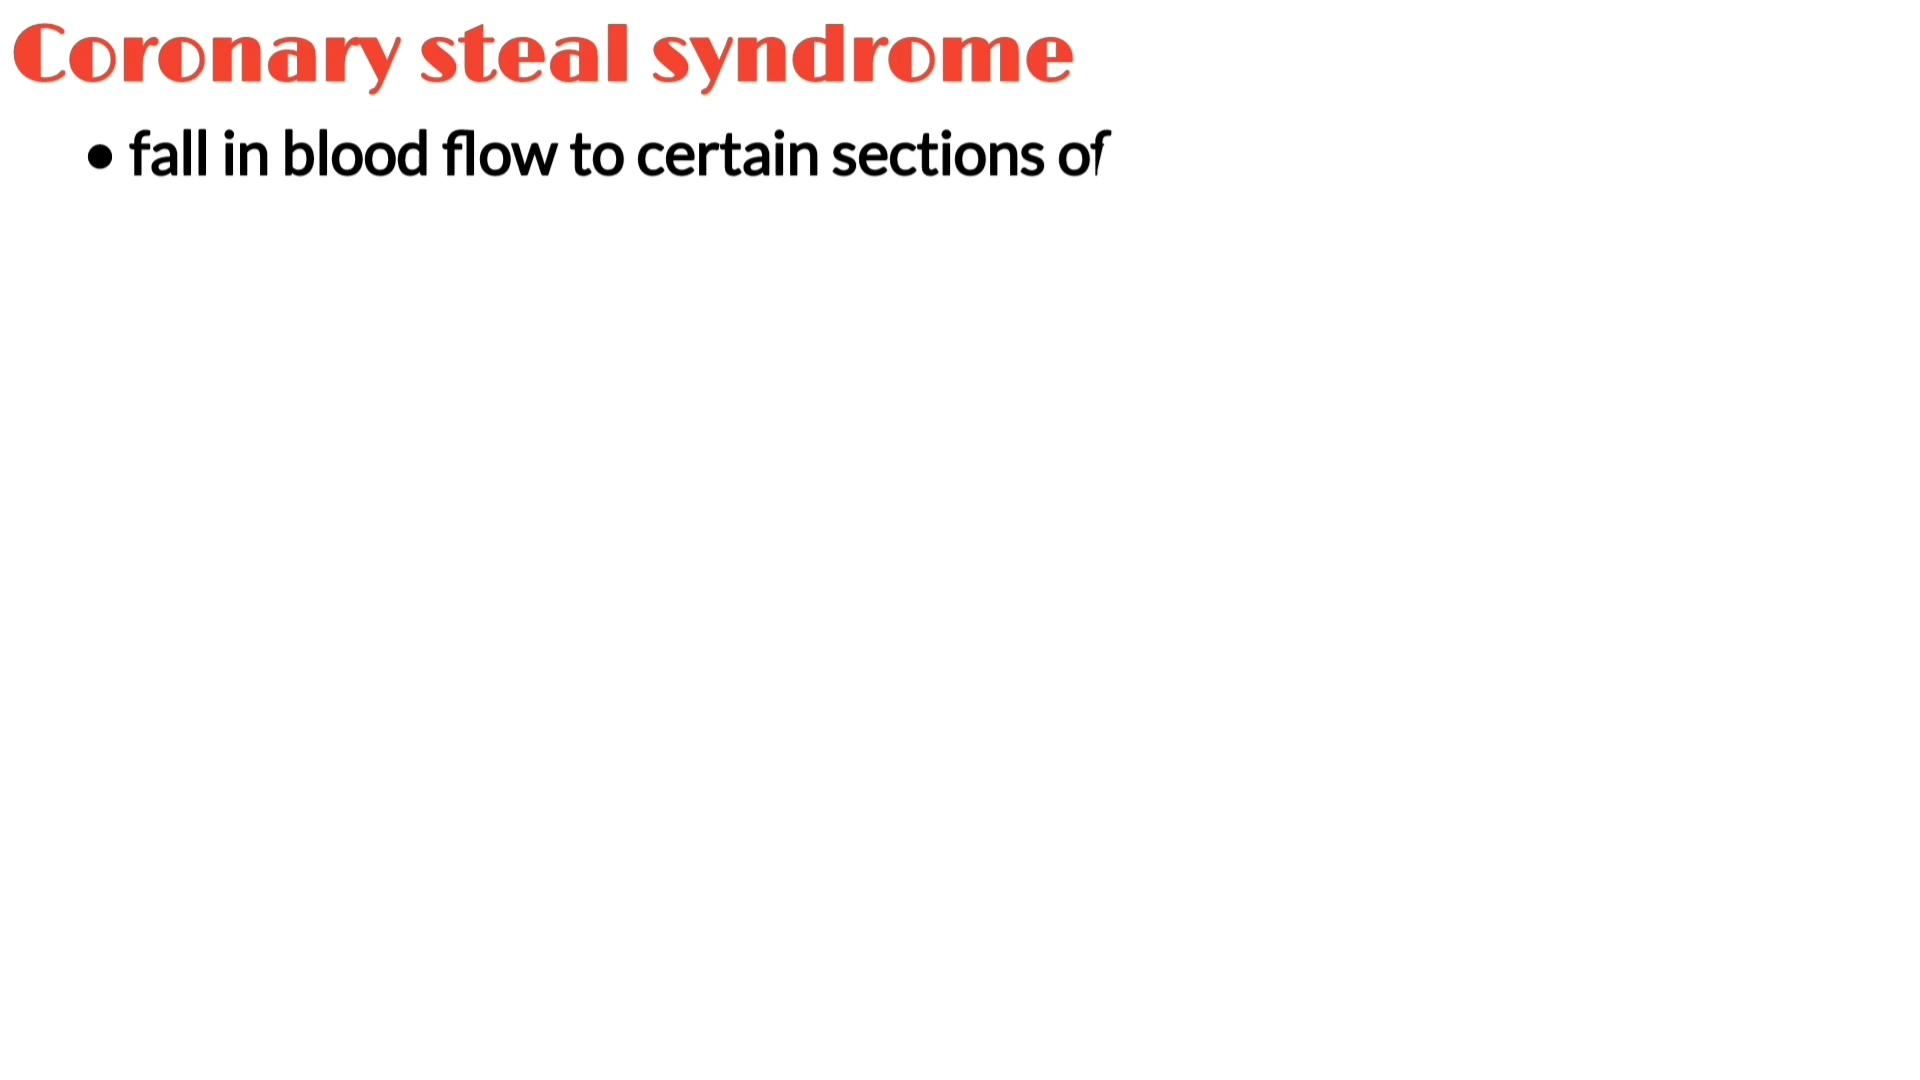 Coronary steal syndrome
• fall in blood flow to certain sections of